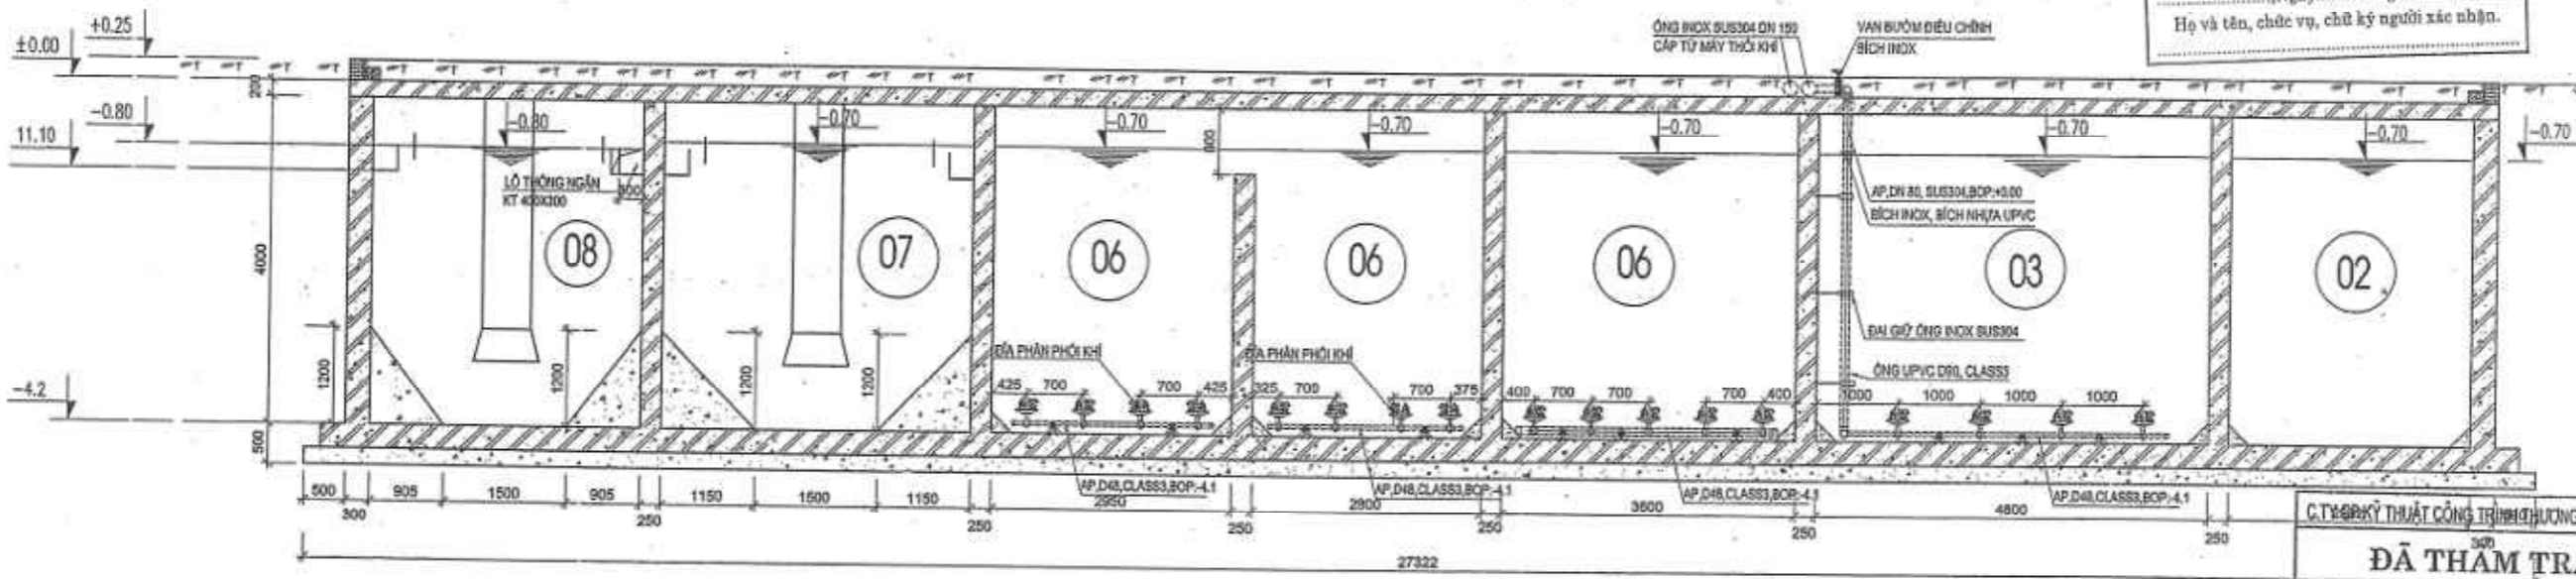 Họ và tên, chức vụ, chữ ký người xác nhận.
+0.25
±0.00
-0.80
11.10
-4.2
ỐNG INOX SUS304 DN 150
CẤP TỪ MÁY THỔI KHÍ
VAN BƯỚM ĐIỀU CHỈNH
BÍCH INOX
200
4000
500
1200
-0.80
-0.70
-0.70
-0.70
-0.70
-0.70
-0.70
-0.70
LỖ THÔNG NGĂN
KT 400X300
300
600
AP,DN 80, SUS304,BOP:+0.00
BÍCH INOX, BÍCH NHỰA UPVC
08
07
06
06
06
03
02
ĐAI GIỮ ỐNG INOX SUS304
ỐNG UPVC D90, CLASS3
1200
1200
1200
ĐĨA PHÂN PHỐI KHÍ
ĐĨA PHÂN PHỐI KHÍ
425 700 700 425 325 700 700 375 400 700 700 700 400 1000 1000 1000 1000
AP,D48,CLASS3,BOP:-4.1
AP,D48,CLASS3,BOP:-4.1
AP,D48,CLASS3,BOP:-4.1
AP,D48,CLASS3,BOP:-4.1
500 905 1500 905 1150 1500 1150 2950 2800 3600 4800
300 250 250 250 250 250 250 300
27322
KỸ THUẬT CÔNG TRÌNH THƯƠNG
ĐÃ THẨM TR